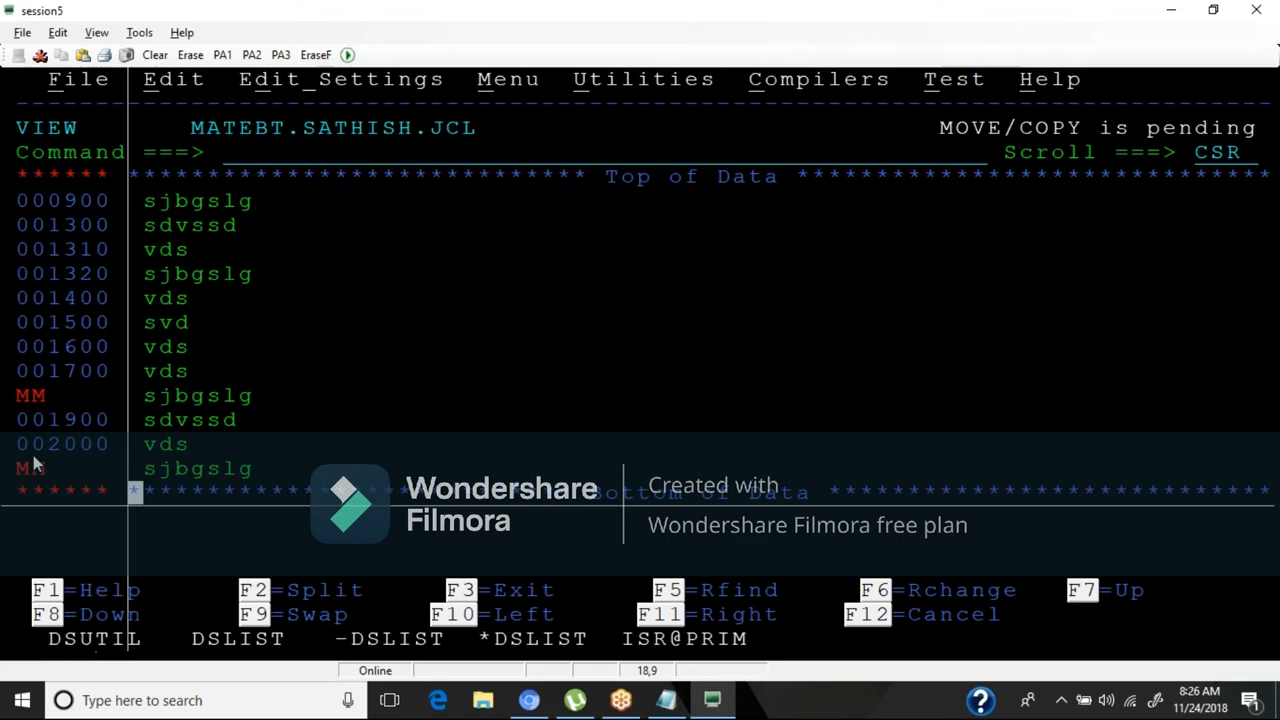 session5
File Edit View Tools Help
Clear Erase PA1 PA2 PA3 EraseF
File Edit Edit_Settings Menu Utilities Compilers Test Help
VIEW MATEBT.SATHISH.JCL MOVE/COPY is pending
Command ===> Scroll ===> CSR
****** *************************** Top of Data ***************************
000900 sjbgslg
001300 sdvssd
001310 vds
001320 sjbgslg
001400 vds
001500 svd
001600 vds
001700 vds
MM sjbgslg
001900 sdvssd
002000 vds
MM sjbgslg
****** Bottom of Data ****************************
Wondershare Filmora
Created with
Wondershare Filmora free plan
F1=Help F2=Split F3=Exit F5=Rfind F6=Rchange F7=Up
F8=Down F9=Swap F10=Left F11=Right F12=Cancel
DSUTIL DSLIST -DSLIST *DSLIST ISR@PRIM
Online 18,9
Type here to search
8:26 AM
11/24/2018